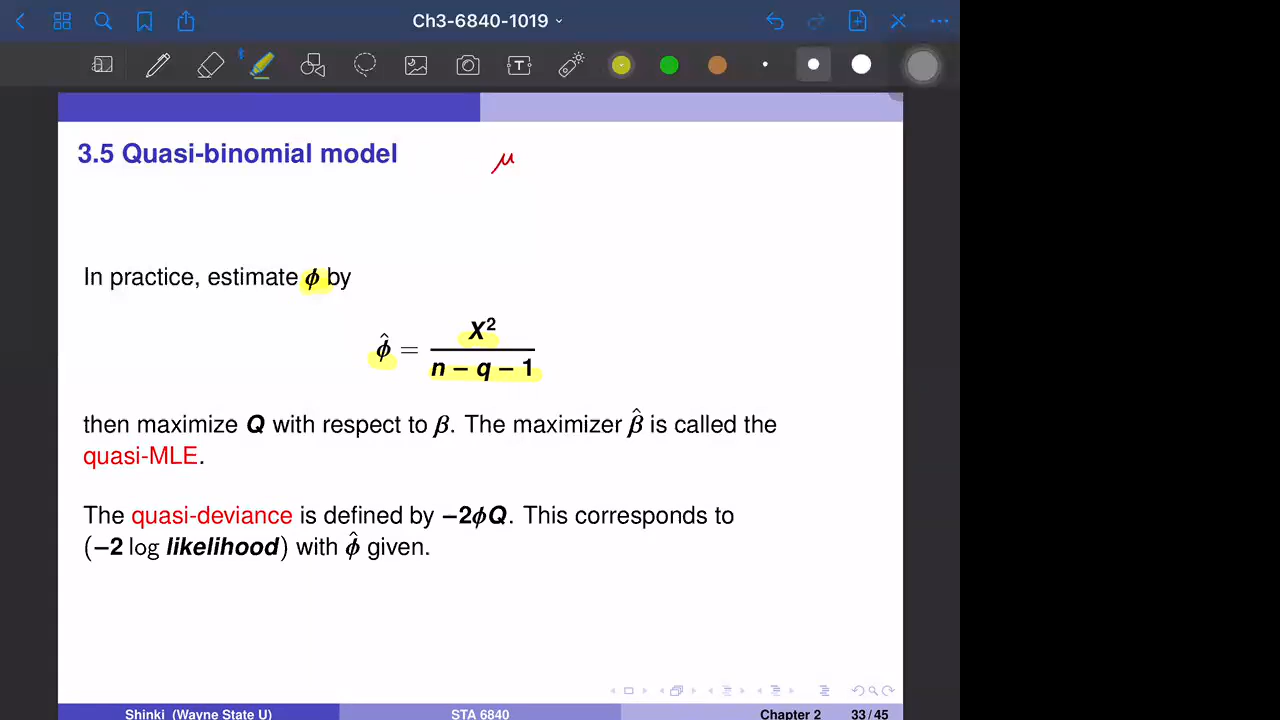 Ch3-6840-1019
3.5 Quasi-binomial model
μ
In practice, estimate ϕ by
ϕ̂ = X² / (n − q − 1)
then maximize Q with respect to β. The maximizer β̂ is called the
quasi-MLE.
The quasi-deviance is defined by −2ϕQ. This corresponds to
(−2 log likelihood) with ϕ̂ given.
Shinki (Wayne State U) STA 6840 Chapter 2 33 / 45